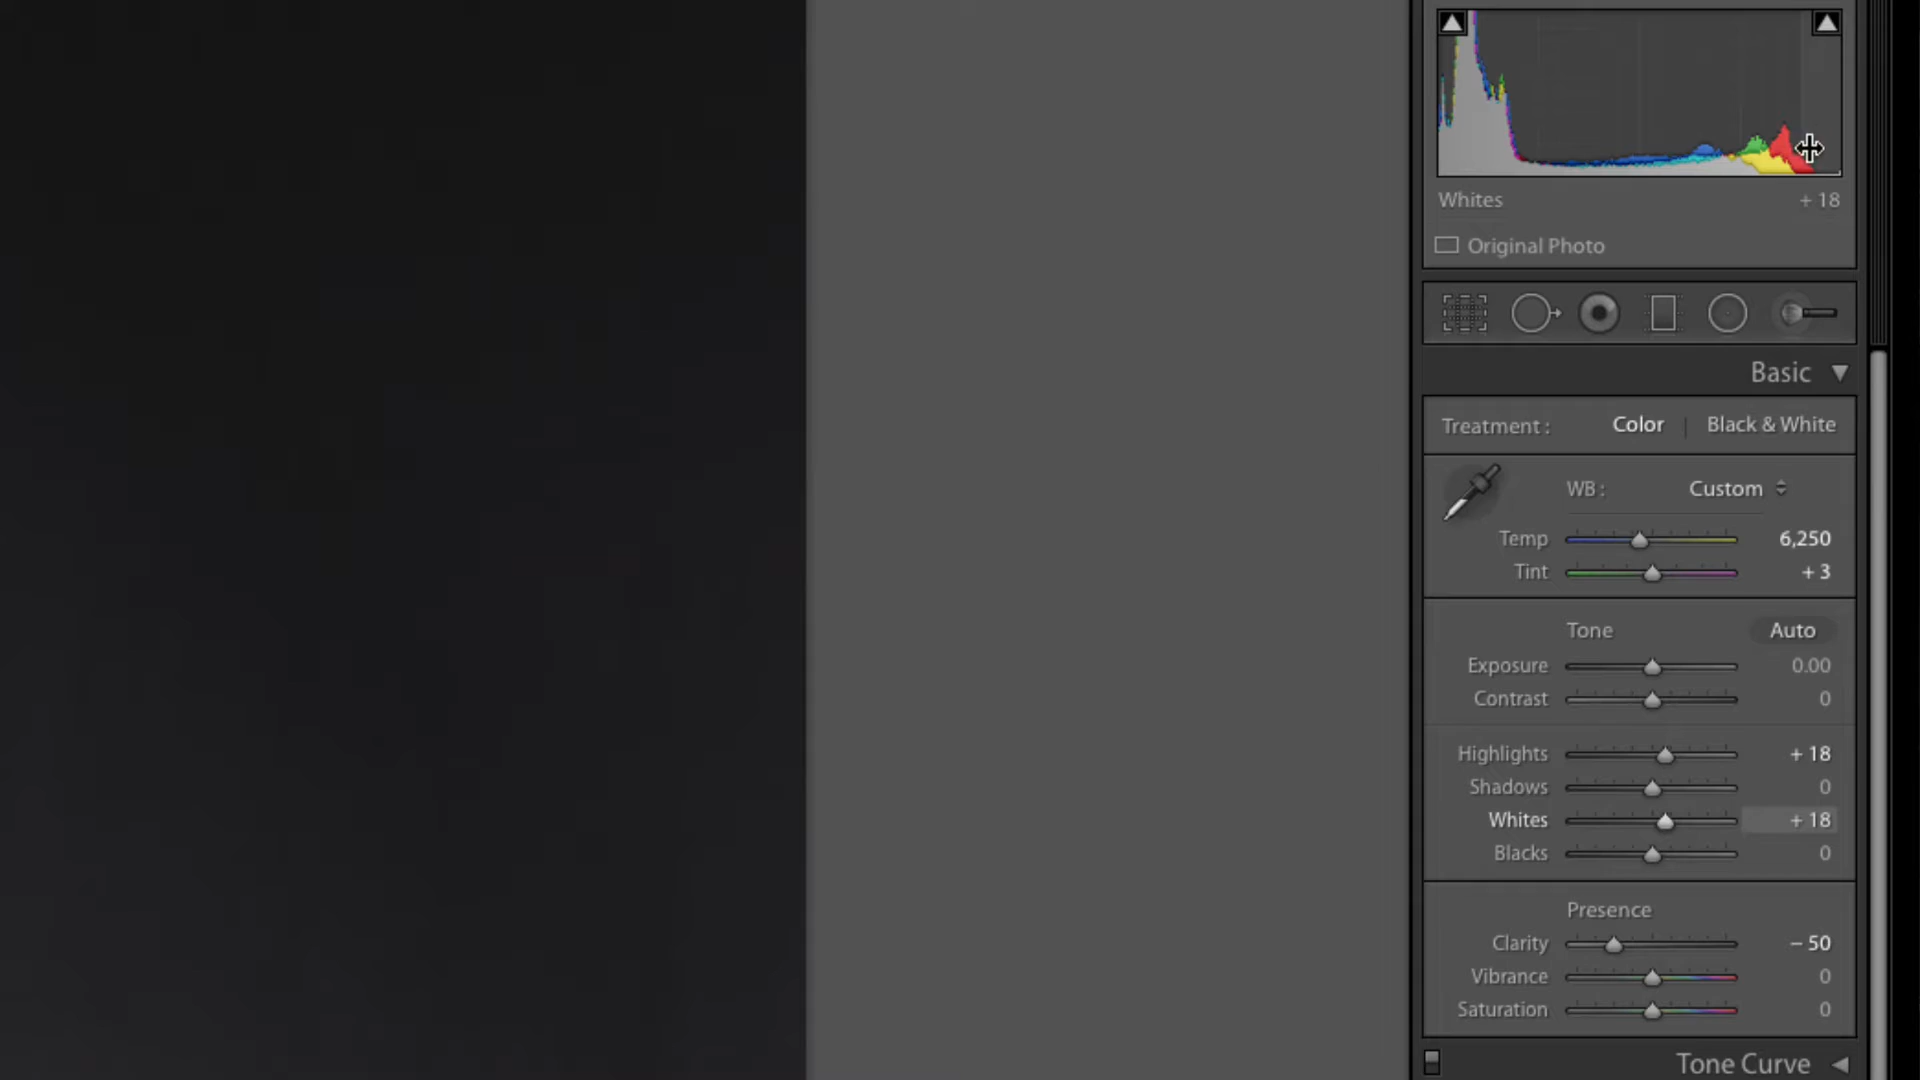 Whites + 18
Original Photo
Basic
Treatment : Color | Black & White
WB : Custom
Temp 6,250
Tint + 3
Tone Auto
Exposure 0.00
Contrast 0
Highlights + 18
Shadows 0
Whites + 18
Blacks 0
Presence
Clarity − 50
Vibrance 0
Saturation 0
Tone Curve